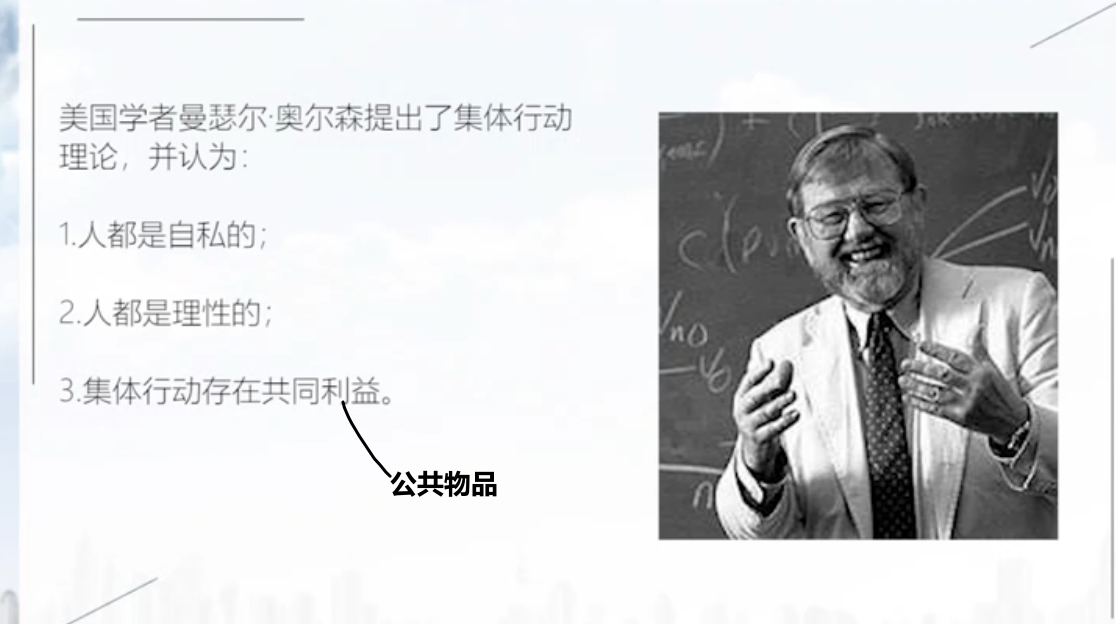 美国学者曼瑟尔·奥尔森提出了集体行动
理论，并认为：
1.人都是自私的；
2.人都是理性的；
3.集体行动存在共同利益。
公共物品